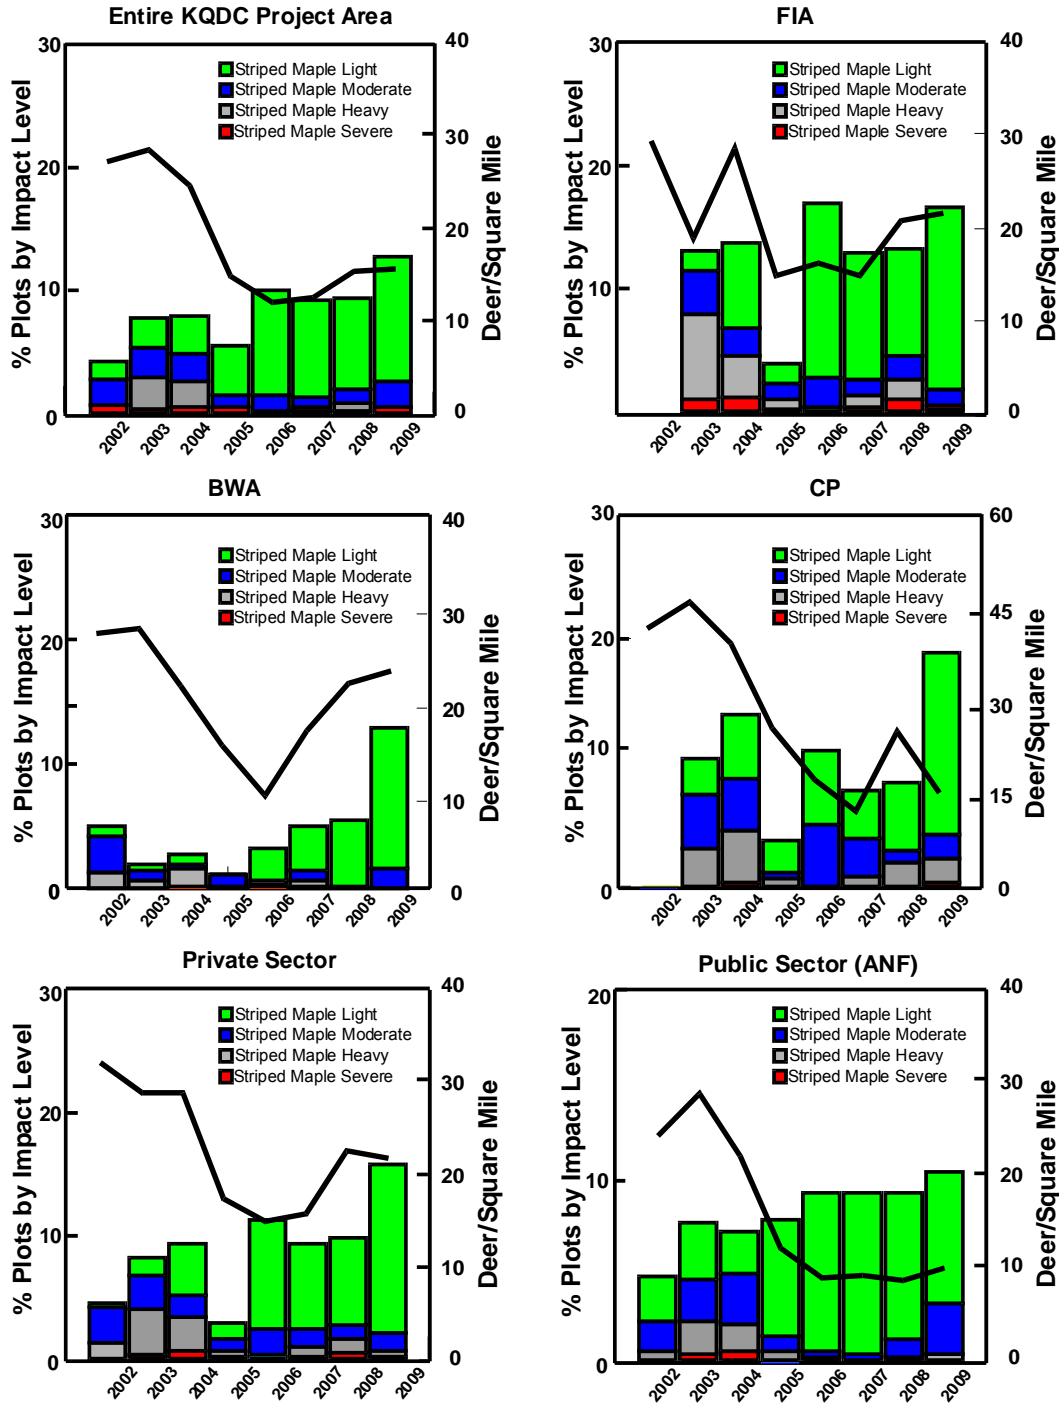 Entire KQDC Project Area
30
20
10
0
% Plots by Impact Level
Striped Maple Light
Striped Maple Moderate
Striped Maple Heavy
Striped Maple Severe
40
30
20
10
0
Deer/Square Mile
2002 2003 2004 2005 2006 2007 2008 2009
FIA
30
20
10
% Plots by Impact Level
Striped Maple Light
Striped Maple Moderate
Striped Maple Heavy
Striped Maple Severe
40
30
20
10
0
Deer/Square Mile
2002 2003 2004 2005 2006 2007 2008 2009
BWA
30
20
10
0
% Plots by Impact Level
Striped Maple Light
Striped Maple Moderate
Striped Maple Heavy
Striped Maple Severe
40
30
20
10
0
Deer/Square Mile
2002 2003 2004 2005 2006 2007 2008 2009
CP
30
20
10
0
% Plots by Impact Level
Striped Maple Light
Striped Maple Moderate
Striped Maple Heavy
Striped Maple Severe
60
45
30
15
0
Deer/Square Mile
2002 2003 2004 2005 2006 2007 2008 2009
Private Sector
30
20
10
0
% Plots by Impact Level
Striped Maple Light
Striped Maple Moderate
Striped Maple Heavy
Striped Maple Severe
40
30
20
10
0
Deer/Square Mile
2002 2003 2004 2005 2006 2007 2008 2009
Public Sector (ANF)
20
10
0
% Plots by Impact Level
Striped Maple Light
Striped Maple Moderate
Striped Maple Heavy
Striped Maple Severe
40
30
20
10
0
Deer/Square Mile
2002 2003 2004 2005 2006 2007 2008 2009